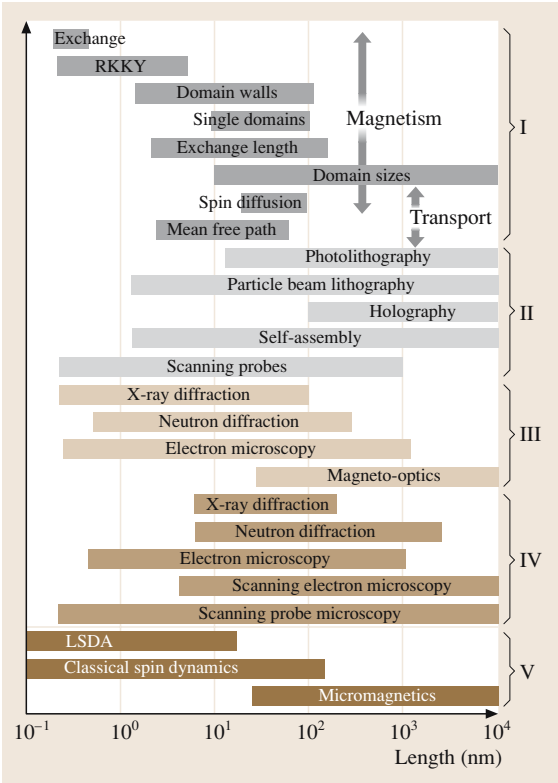 Exchange
RKKY
Domain walls
Single domains
Magnetism
I
Exchange length
Domain sizes
Spin diffusion
Transport
Mean free path
Photolithography
Particle beam lithography
Holography
II
Self-assembly
Scanning probes
X-ray diffraction
Neutron diffraction
III
Electron microscopy
Magneto-optics
X-ray diffraction
Neutron diffraction
Electron microscopy
IV
Scanning electron microscopy
Scanning probe microscopy
LSDA
Classical spin dynamics
V
Micromagnetics
10⁻¹ 10⁰ 10¹ 10² 10³ 10⁴
Length (nm)